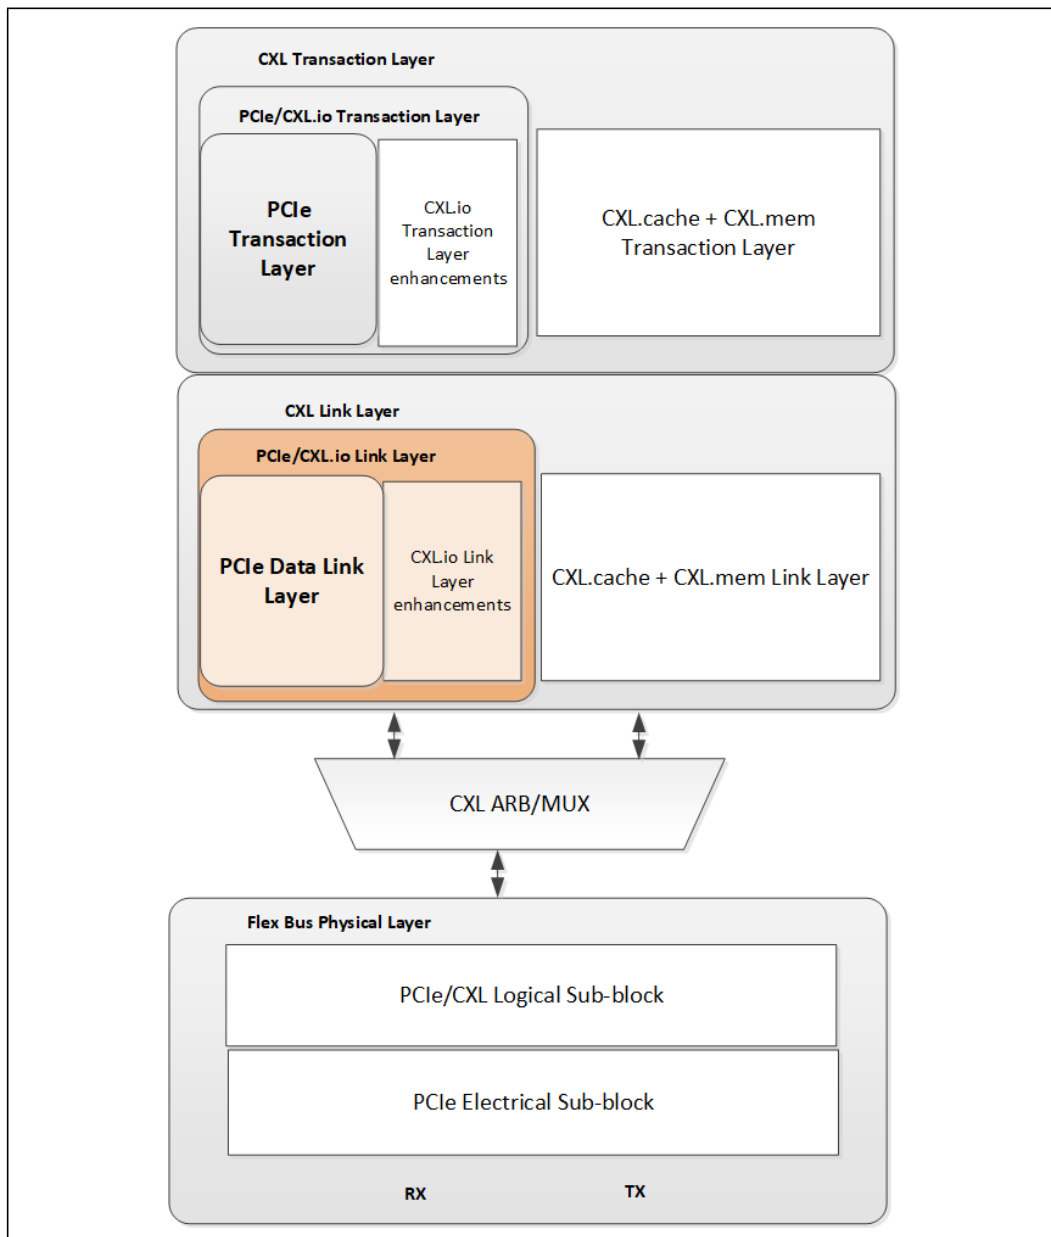 CXL Transaction Layer
PCIe/CXL.io Transaction Layer
PCIe
Transaction
Layer
CXL.io
Transaction
Layer
enhancements
CXL.cache + CXL.mem
Transaction Layer
CXL Link Layer
PCIe/CXL.io Link Layer
PCIe Data Link
Layer
CXL.io Link
Layer
enhancements
CXL.cache + CXL.mem Link Layer
CXL ARB/MUX
Flex Bus Physical Layer
PCIe/CXL Logical Sub-block
PCIe Electrical Sub-block
RX
TX